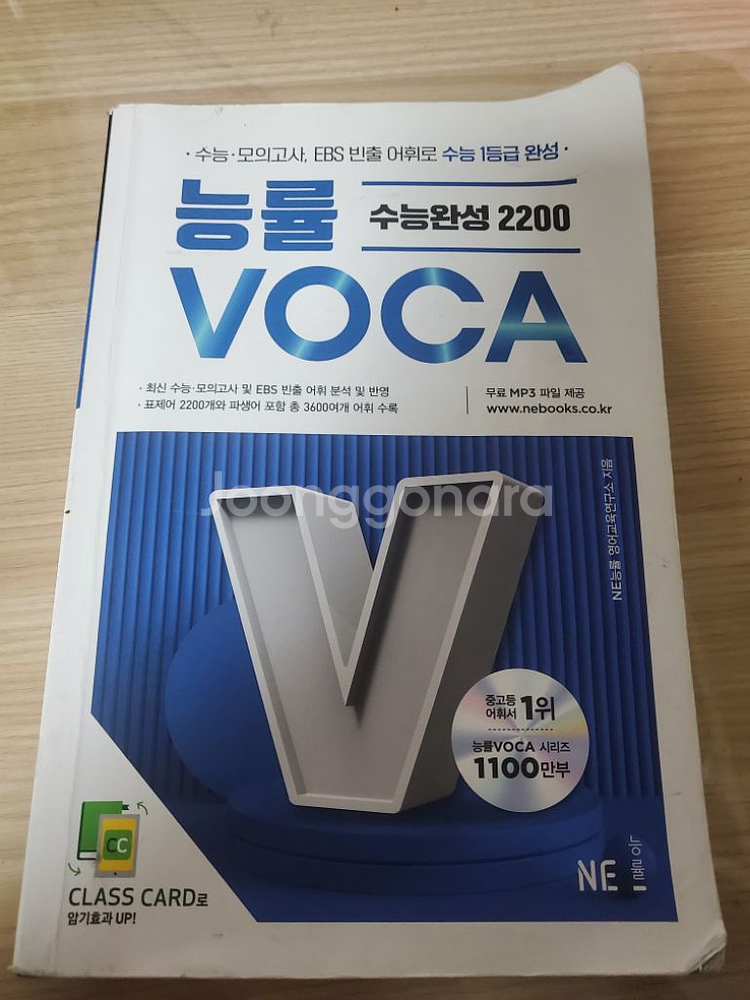 · 수능·모의고사, EBS 빈출 어휘로 수능 1등급 완성 ·
능률
수능완성 2200
VOCA
· 최신 수능·모의고사 및 EBS 빈출 어휘 분석 및 반영
· 표제어 2200개와 파생어 포함 총 3600여개 어휘 수록
무료 MP3 파일 제공
www.nebooks.co.kr
Joonggonara
NE능률 영어교육연구소 지음
V
중고등
어휘서 1위
능률VOCA 시리즈
1100만부
CC
CLASS CARD로
암기효과 UP!
NE 능률